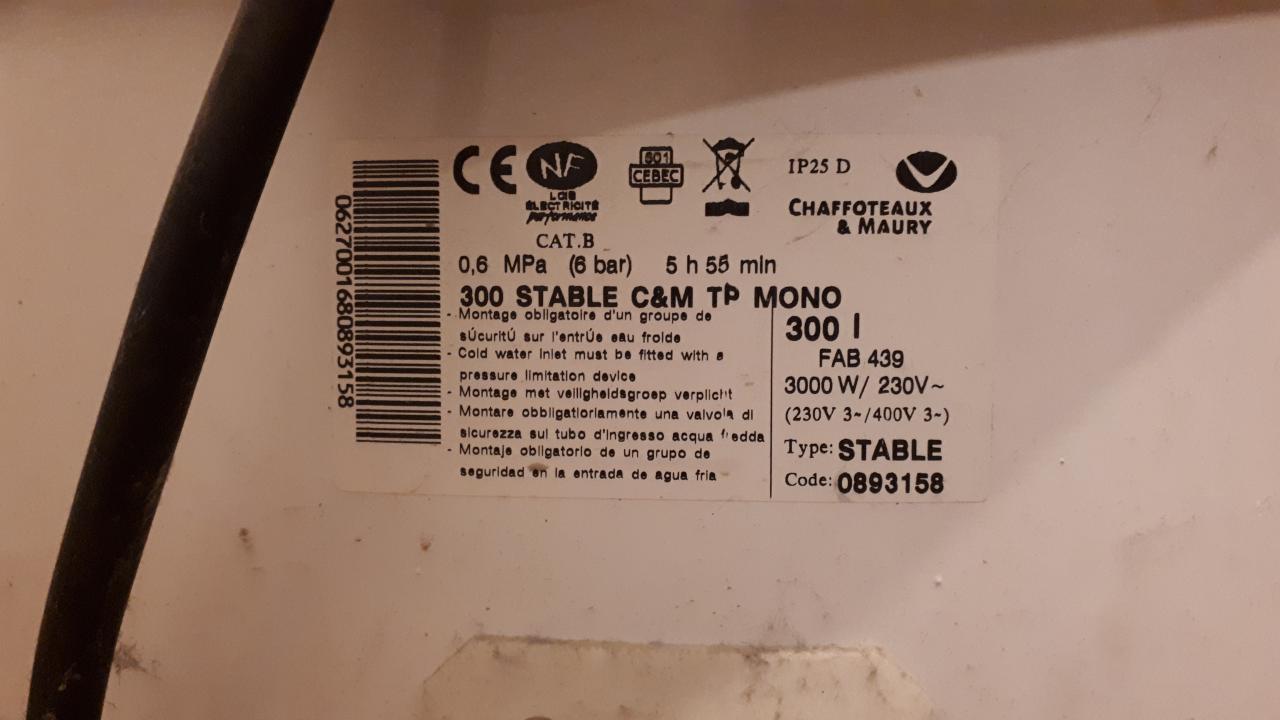 0627001680893158
CE NF
LCIE
ÉLECTRICITÉ
performance
CAT.B
601
CEBEC
IP25 D
CHAFFOTEAUX
& MAURY
0,6 MPa (6 bar) 5 h 55 min
300 STABLE C&M TP MONO
- Montage obligatoire d'un groupe de
sÚcuritÚ sur l'entrÚe eau froide
- Cold water inlet must be fitted with a
pressure limitation device
- Montage met veiligheidsgroep verplicht
- Montare obbligatioriamente una valvola di
sicurezza sul tubo d'ingresso acqua fredda
- Montaje obligatorio de un grupo de
seguridad en la entrada de agua fria
300 l
FAB 439
3000 W/ 230V~
(230V 3~/400V 3~)
Type: STABLE
Code: 0893158